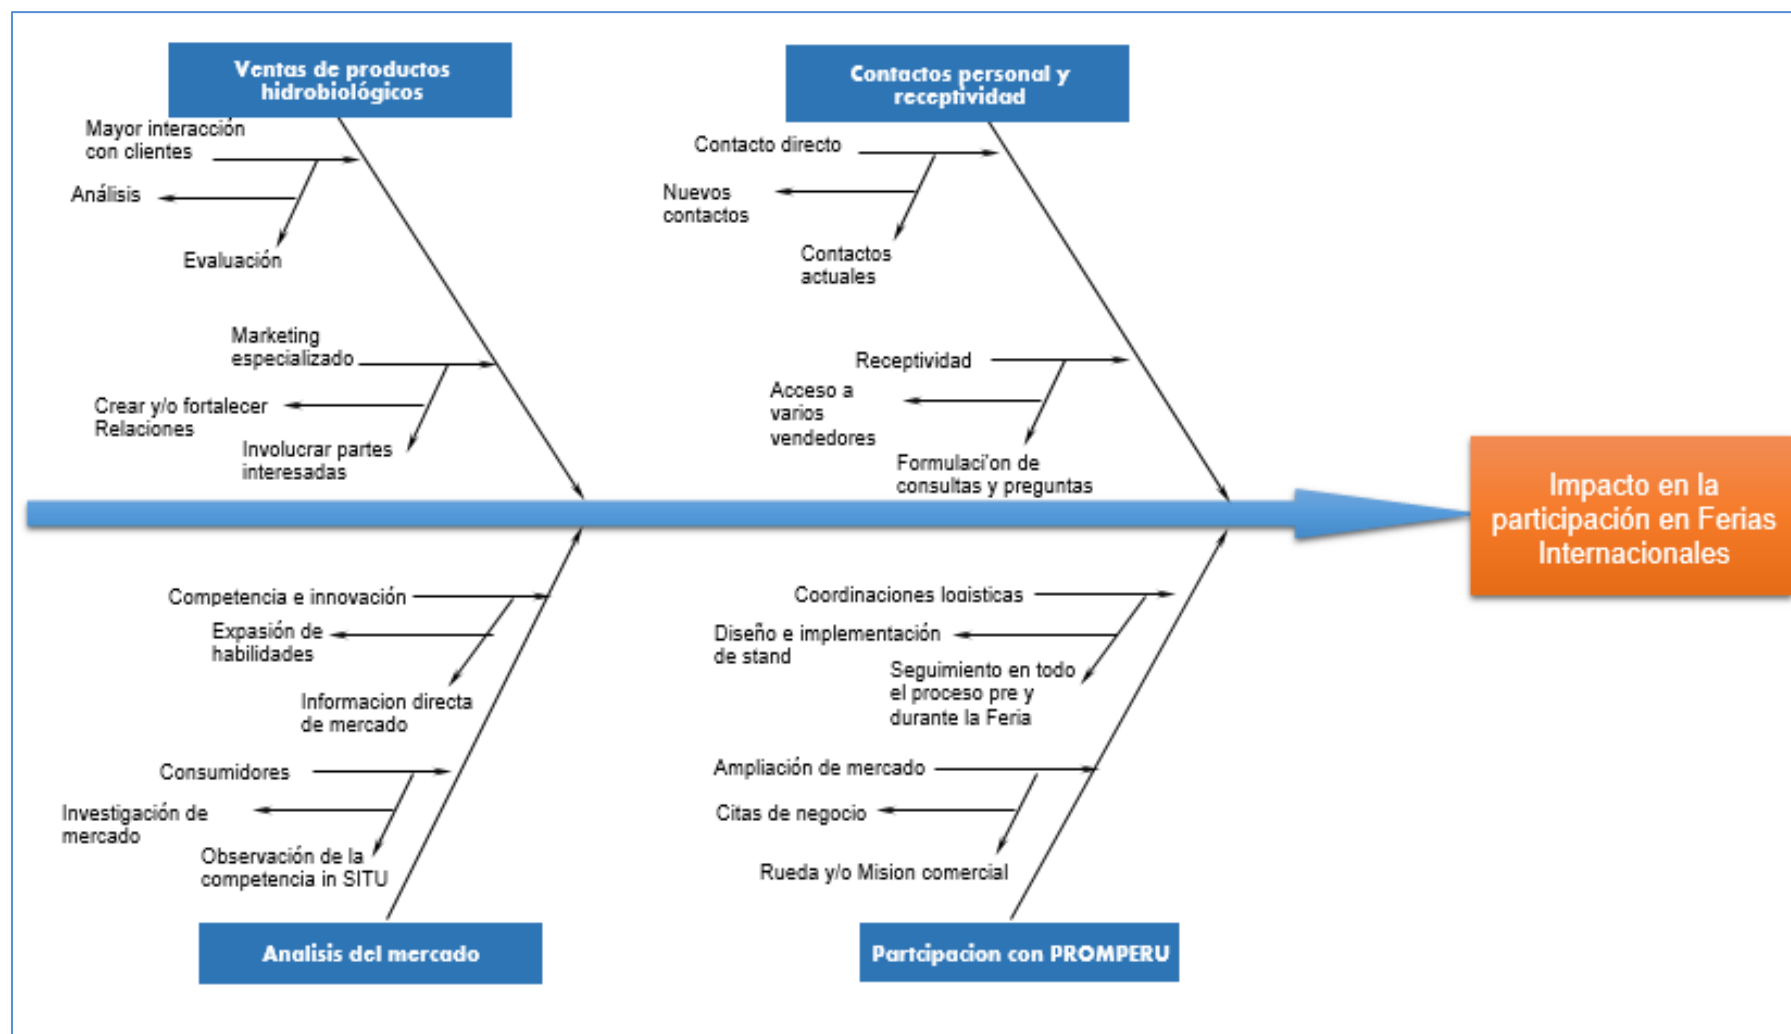 Ventas de productos
hidrobiológicos
Mayor interacción
con clientes
Análisis
Evaluación
Marketing
especializado
Crear y/o fortalecer
Relaciones
Involucrar partes
interesadas
Contactos personal y
receptividad
Contacto directo
Nuevos
contactos
Contactos
actuales
Receptividad
Acceso a
varios
vendedores
Formulaci'on de
consultas y preguntas
Impacto en la
participación en Ferias
Internacionales
Competencia e innovación
Expasión de
habilidades
Informacion directa
de mercado
Consumidores
Investigación de
mercado
Observación de la
competencia in SITU
Analisis del mercado
Coordinaciones logisticas
Diseño e implementación
de stand
Seguimiento en todo
el proceso pre y
durante la Feria
Ampliación de mercado
Citas de negocio
Rueda y/o Mision comercial
Partcipacion con PROMPERU